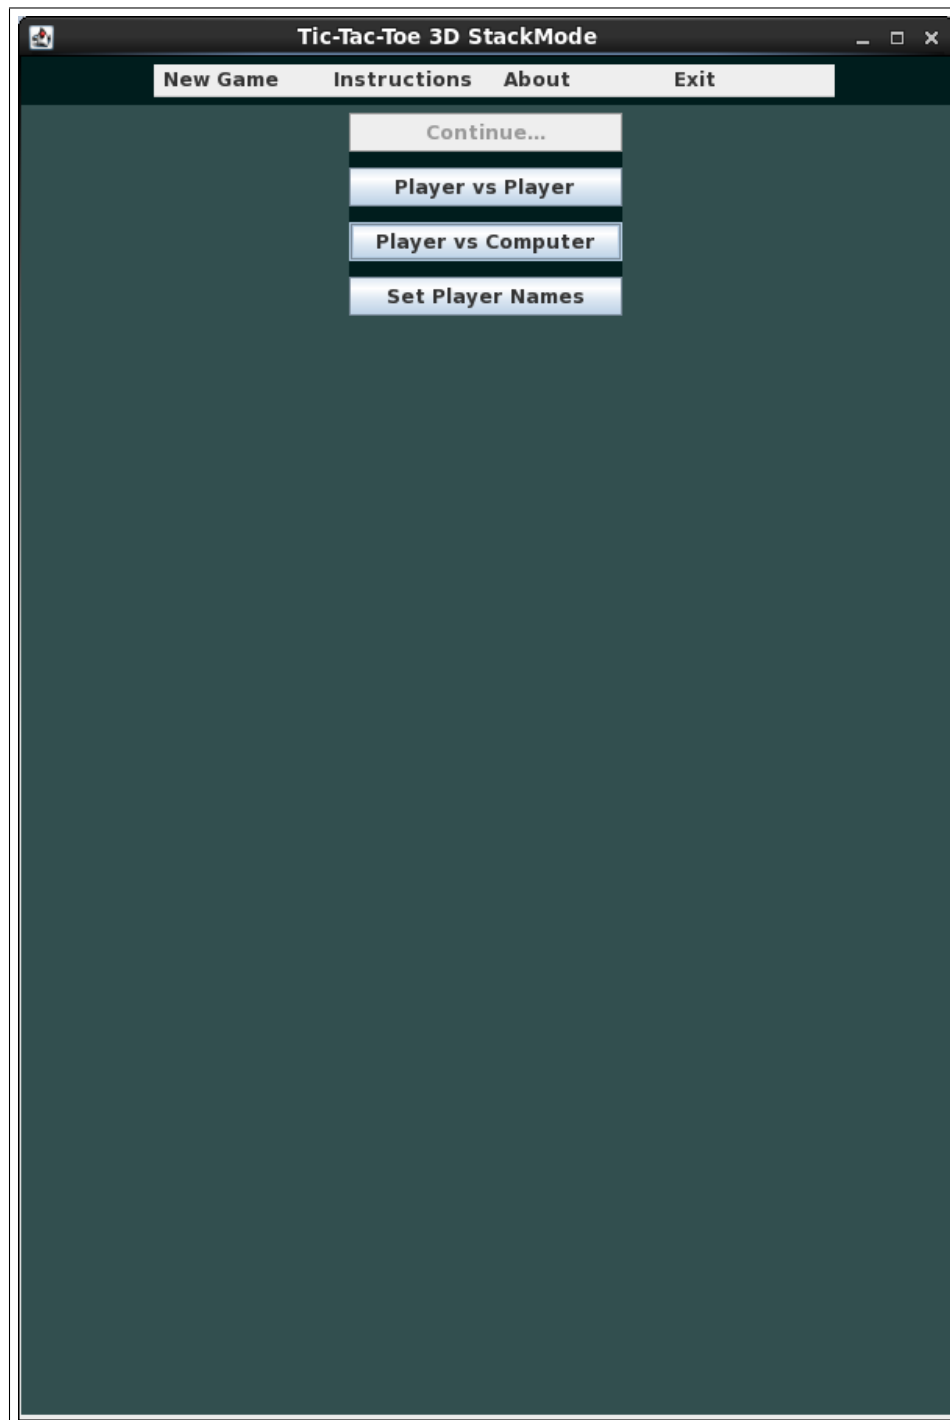 Tic-Tac-Toe 3D StackMode
New Game Instructions About Exit
Continue...
Player vs Player
Player vs Computer
Set Player Names